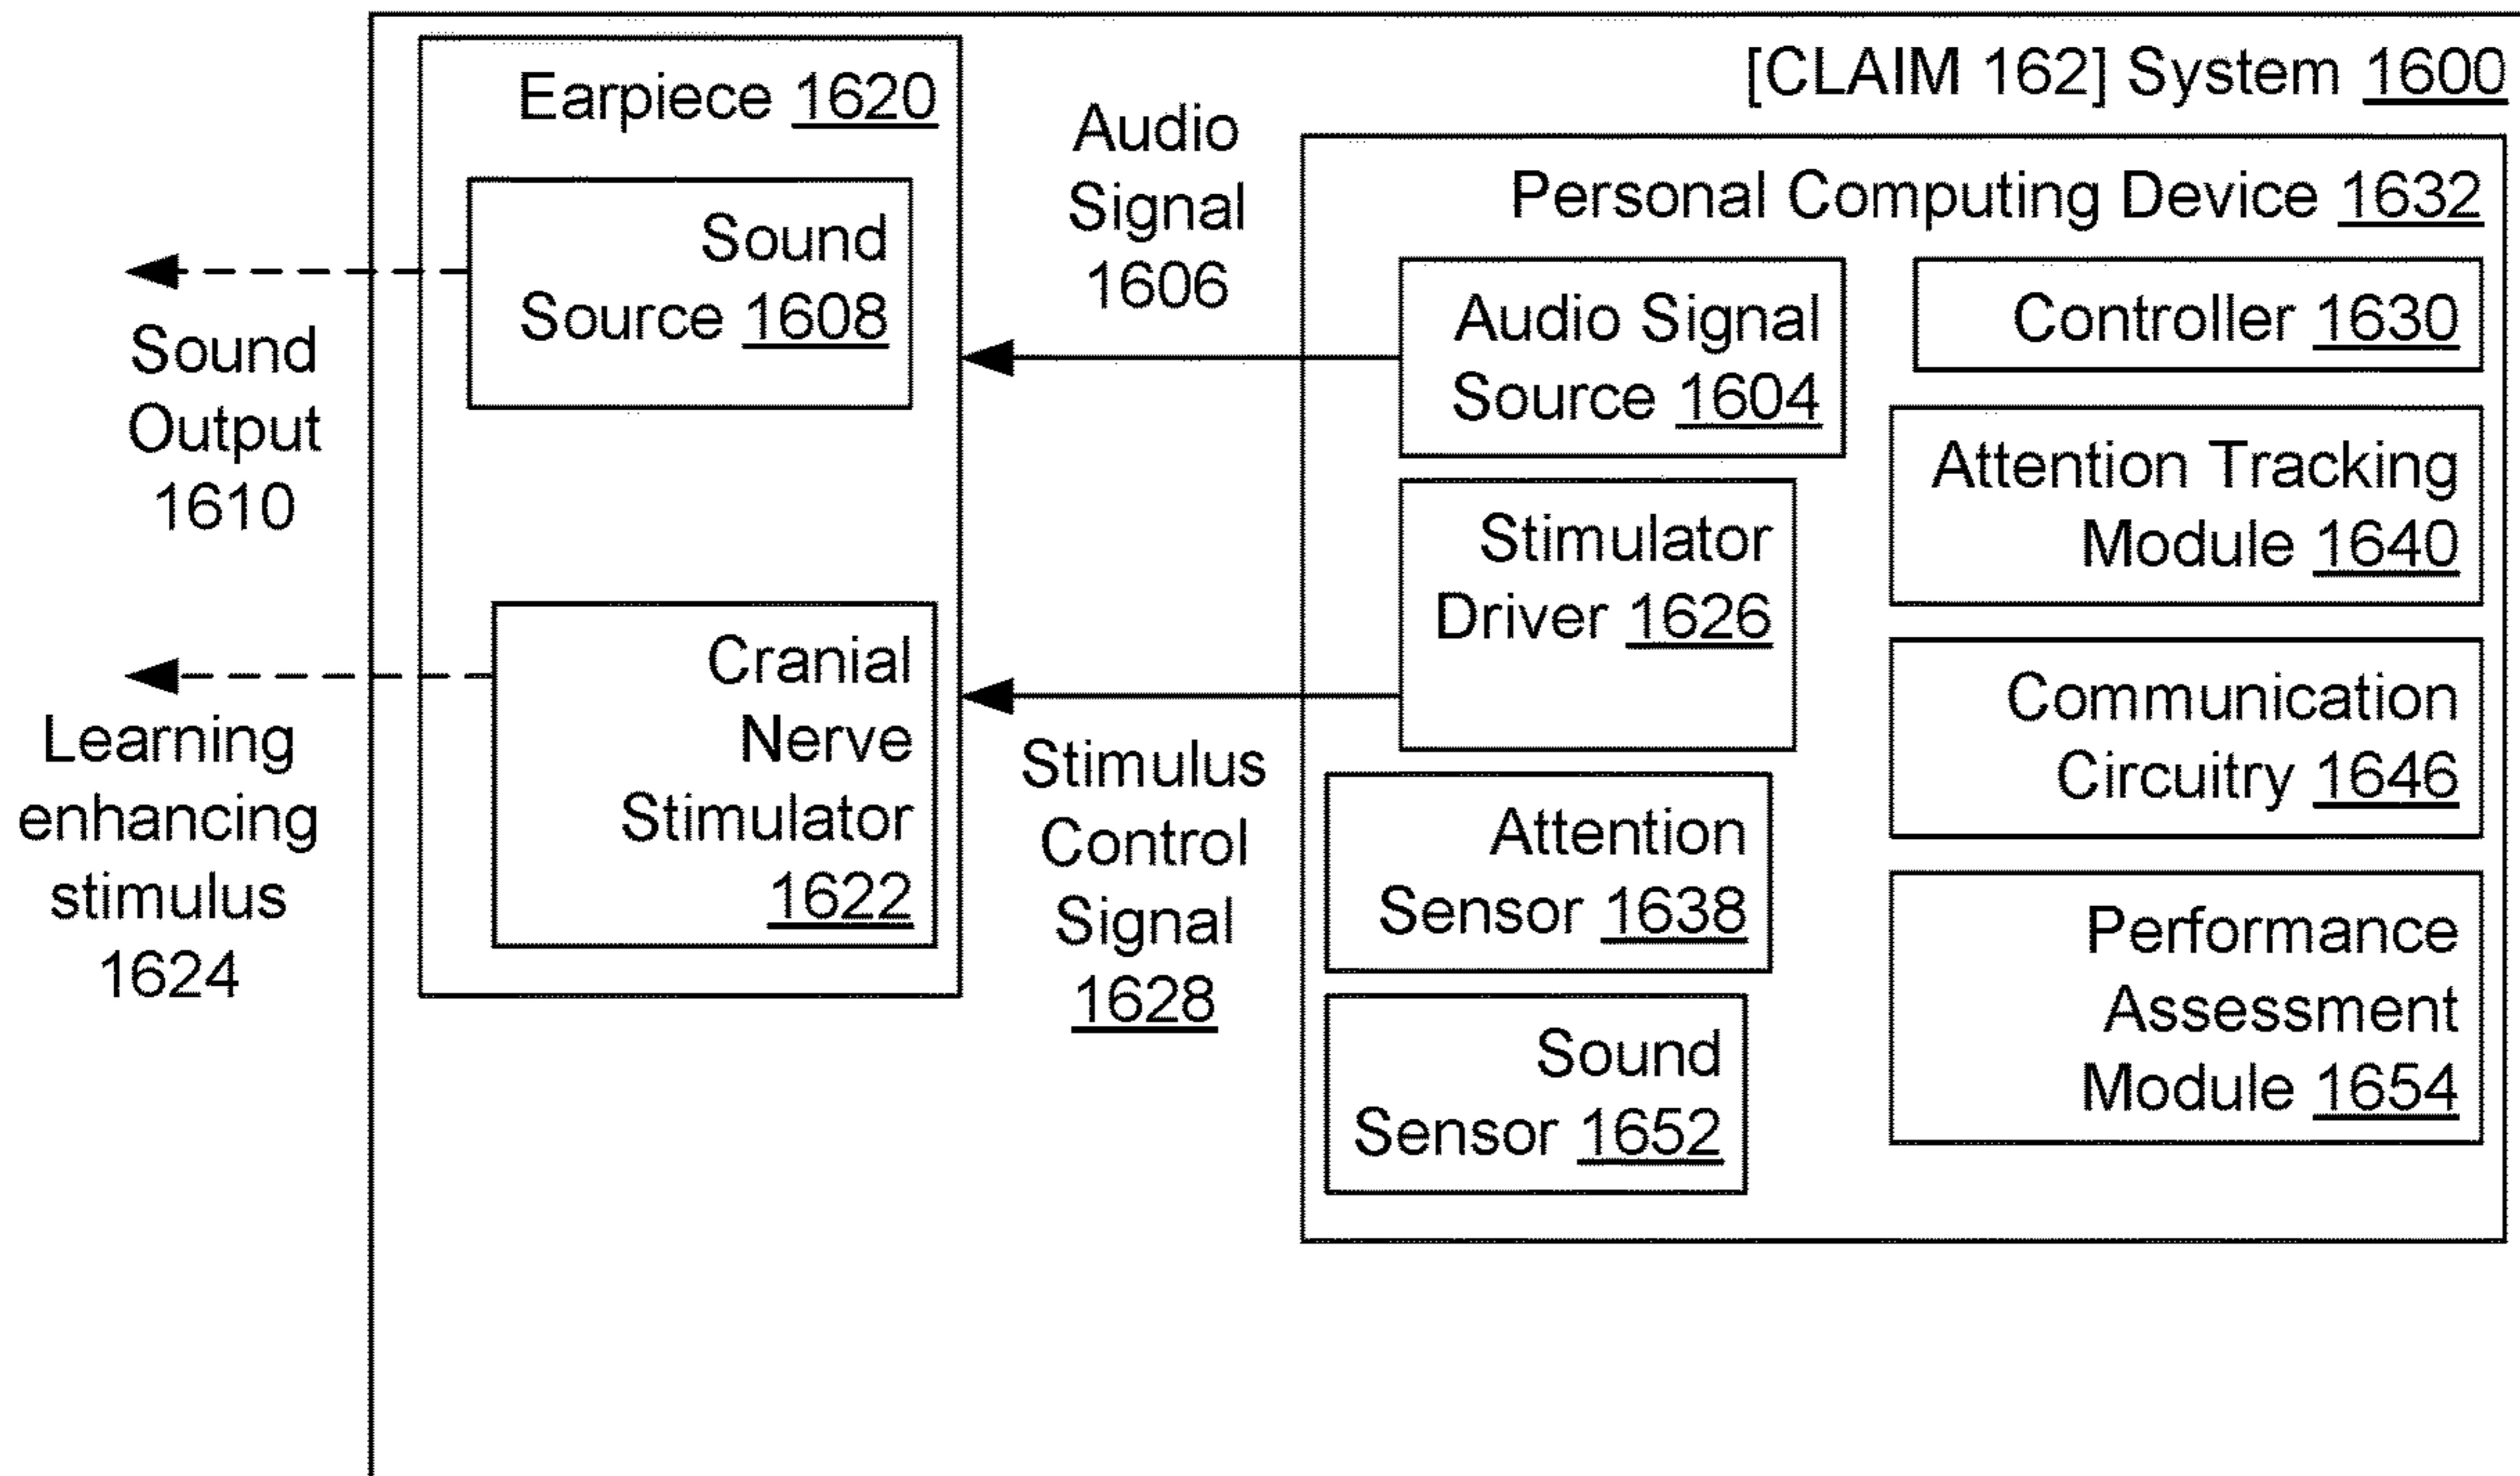 [CLAIM 162] System 1600
Earpiece 1620
Sound
Source 1608
Cranial
Nerve
Stimulator
1622
Sound
Output
1610
Learning
enhancing
stimulus
1624
Audio
Signal
1606
Stimulus
Control
Signal
1628
Personal Computing Device 1632
Audio Signal
Source 1604
Stimulator
Driver 1626
Attention
Sensor 1638
Sound
Sensor 1652
Controller 1630
Attention Tracking
Module 1640
Communication
Circuitry 1646
Performance
Assessment
Module 1654